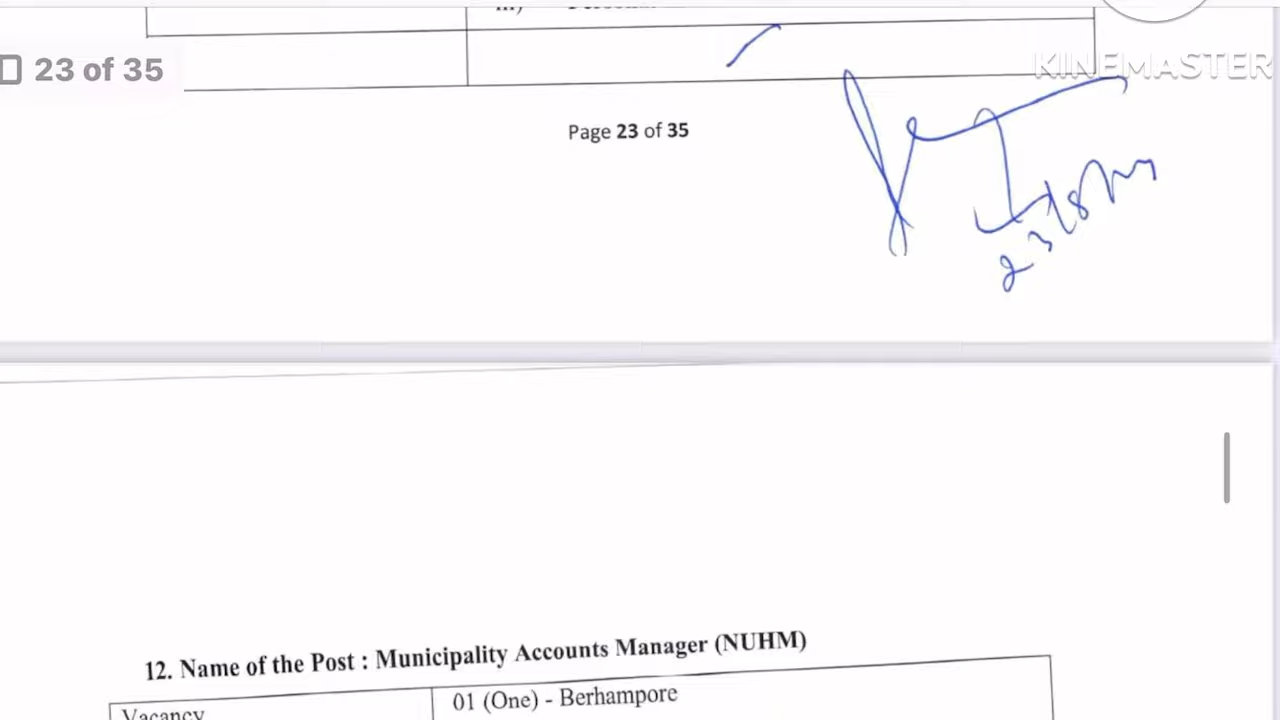 23 of 35
KINEMASTER
Page 23 of 35
12. Name of the Post : Municipality Accounts Manager (NUHM)
Vacancy
01 (One) - Berhampore